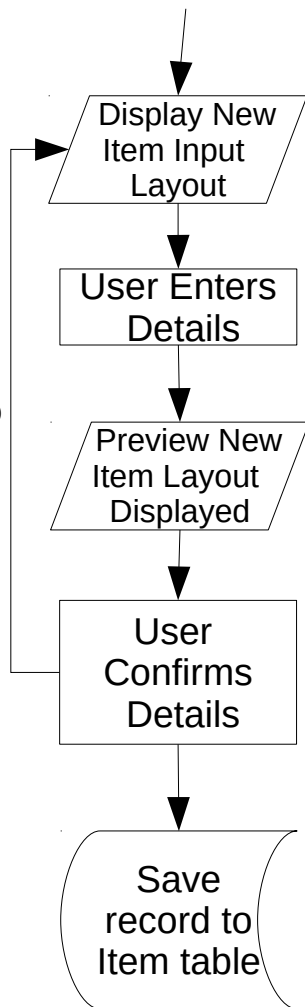 Display New
Item Input
Layout
User Enters
Details
Preview New
Item Layout
Displayed
User
Confirms
Details
Save
record to
Item table